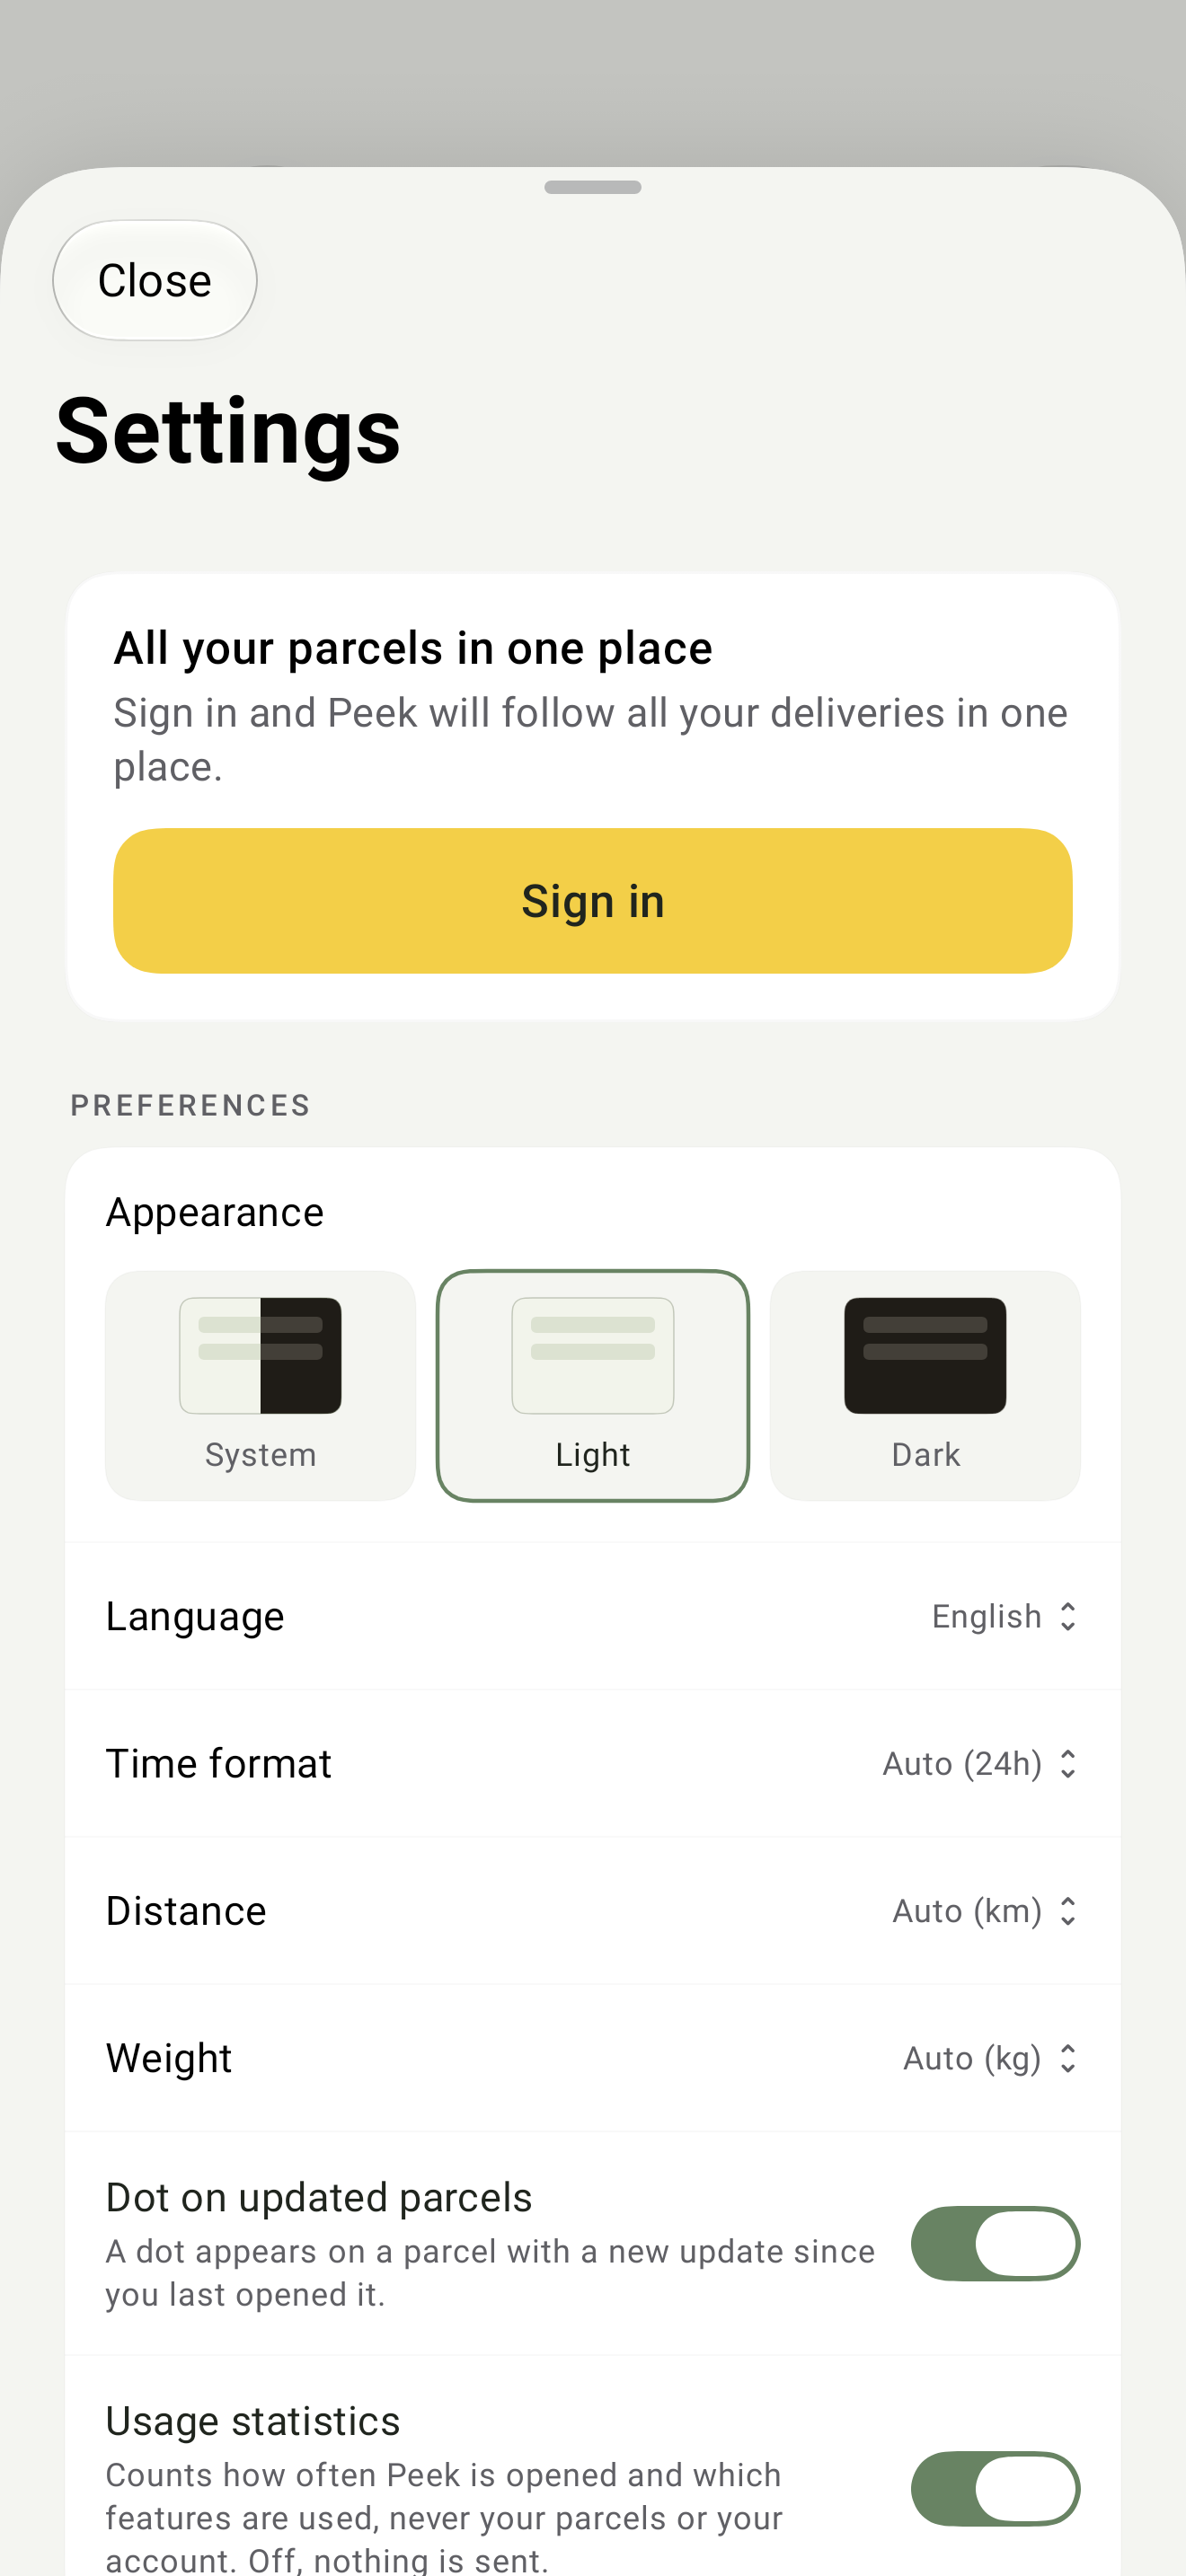 Close
Settings
All your parcels in one place
Sign in and Peek will follow all your deliveries in one
place.
Sign in
PREFERENCES
Appearance
System
Light
Dark
Language
English
Time format
Auto (24h)
Distance
Auto (km)
Weight
Auto (kg)
Dot on updated parcels
A dot appears on a parcel with a new update since
you last opened it.
Usage statistics
Counts how often Peek is opened and which
features are used, never your parcels or your
account. Off, nothing is sent.